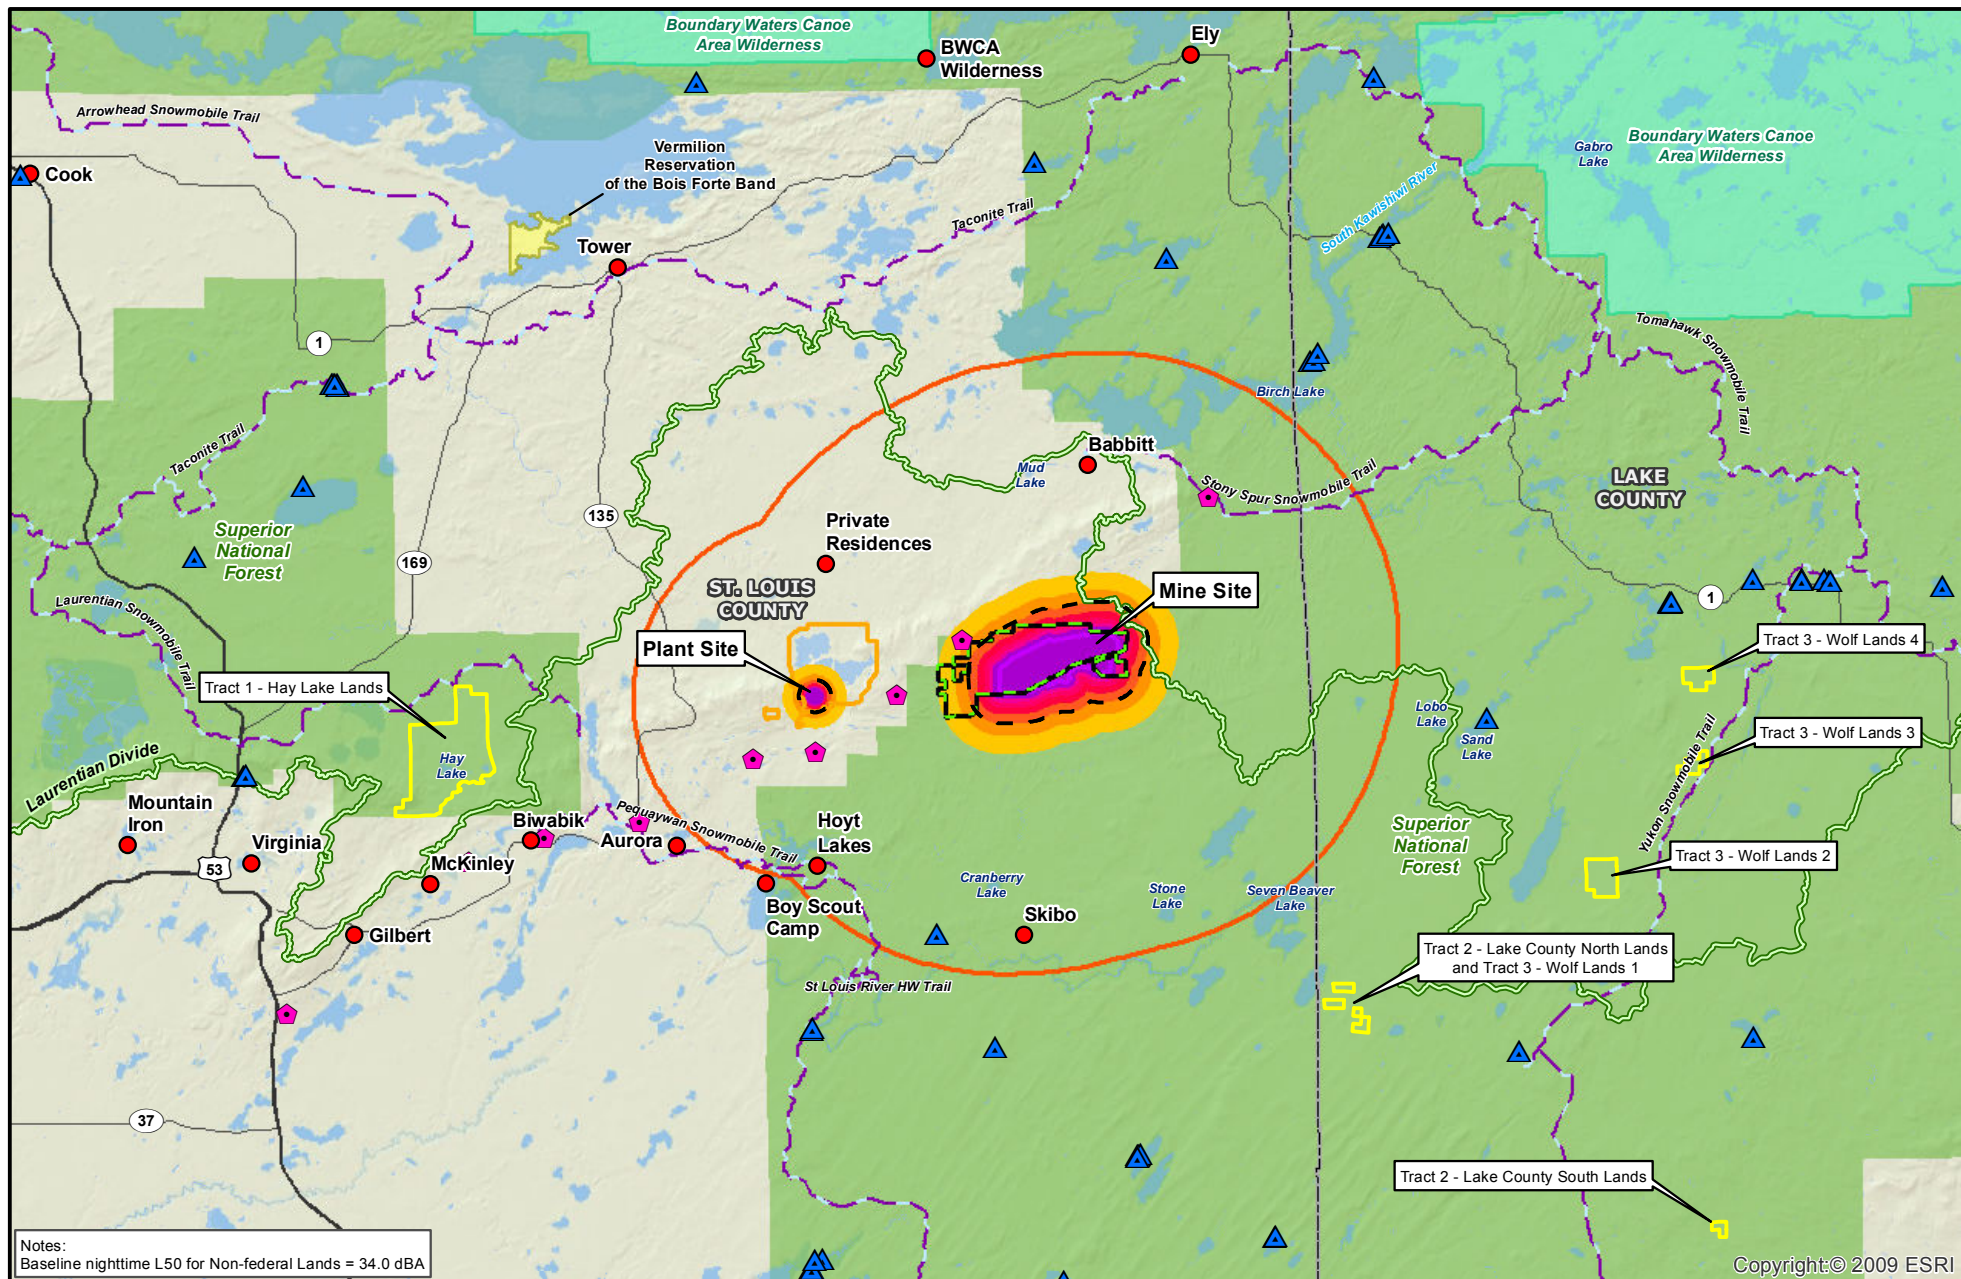 Boundary Waters Canoe
Area Wilderness
BWCA
Wilderness
Ely
Arrowhead Snowmobile Trail
Vermilion
Reservation
of the Bois Forte Band
Cook
Gabro
Lake
Boundary Waters Canoe
Area Wilderness
South Kawishiwi River
Taconite Trail
Tower
1
Tomahawk Snowmobile Trail
Birch Lake
Taconite Trail
Babbitt
Mud
Lake
Stony Spur Snowmobile Trail
LAKE
COUNTY
135
Superior
National
Forest
169
Private
Residences
ST. LOUIS
COUNTY
Mine Site
1
Laurentian Snowmobile Trail
Plant Site
Tract 3 - Wolf Lands 4
Tract 1 - Hay Lake Lands
Lobo
Lake
Sand
Lake
Tract 3 - Wolf Lands 3
Hay
Lake
Laurentian Divide
Yukon Snowmobile Trail
Mountain
Iron
Virginia
Biwabik
Pequaywan Snowmobile Trail
Aurora
Hoyt
Lakes
Superior
National
Forest
Tract 3 - Wolf Lands 2
53
McKinley
Cranberry
Lake
Stone
Lake
Seven Beaver
Lake
Boy Scout
Camp
Skibo
Gilbert
Tract 2 - Lake County North Lands
and Tract 3 - Wolf Lands 1
St Louis River HW Trail
37
Tract 2 - Lake County South Lands
Notes:
Baseline nighttime L50 for Non-federal Lands = 34.0 dBA
Copyright:© 2009 ESRI